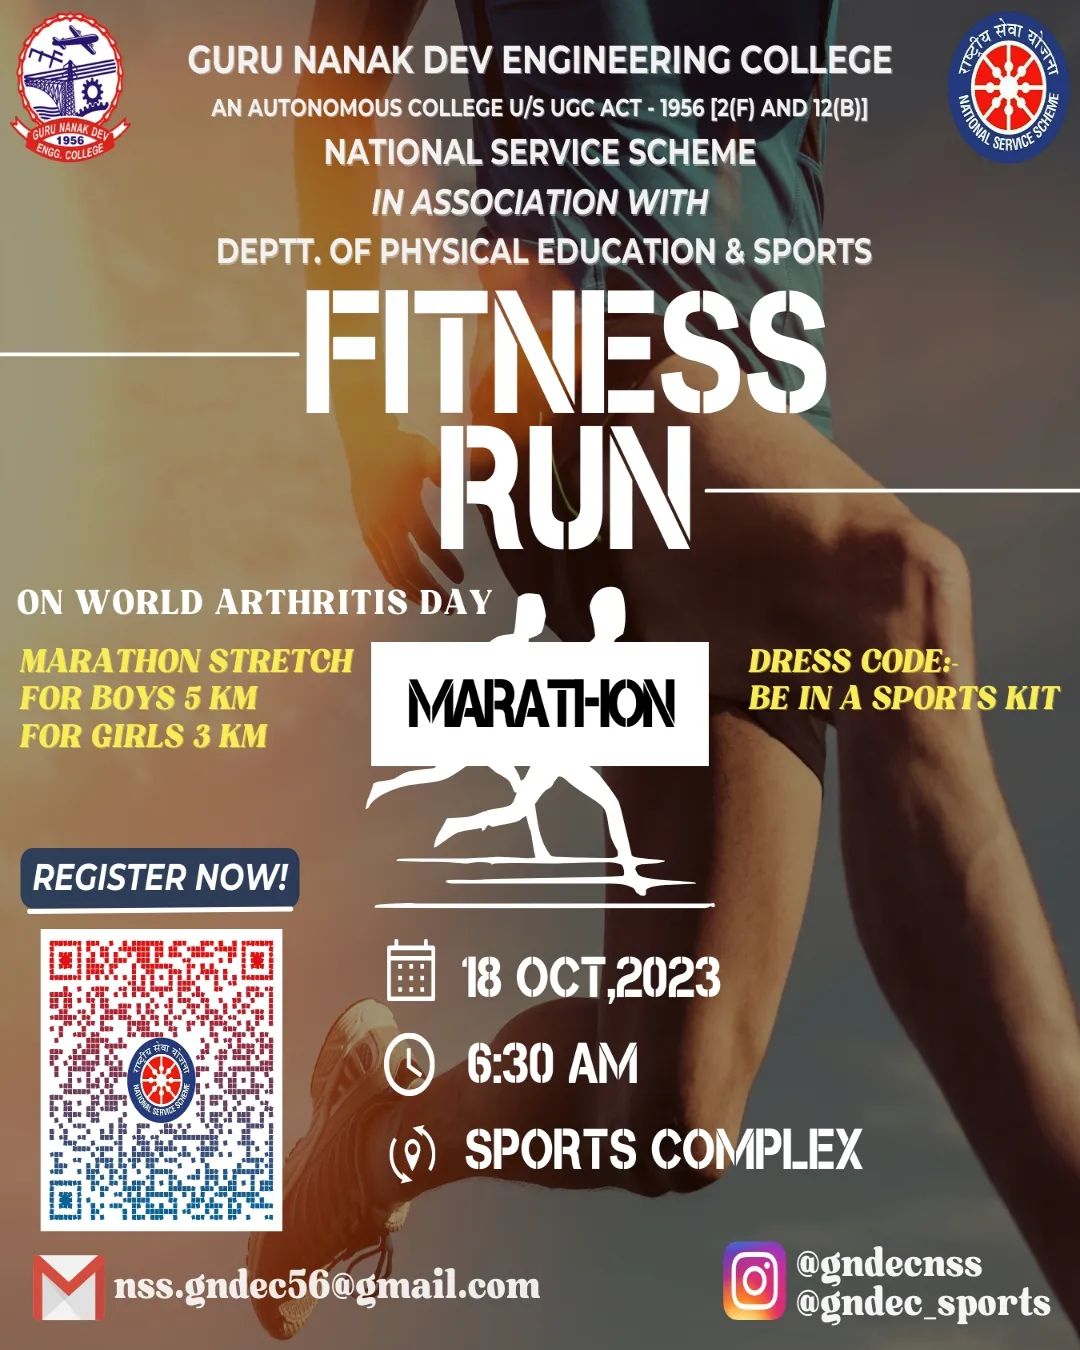 GURU NANAK DEV ENGINEERING COLLEGE
AN AUTONOMOUS COLLEGE U/S UGC ACT - 1956 [2(F) AND 12(B)]
NATIONAL SERVICE SCHEME
IN ASSOCIATION WITH
DEPTT. OF PHYSICAL EDUCATION & SPORTS
GURU NANAK DEV
1956
ENGG. COLLEGE
राष्ट्रीय सेवा योजना
NATIONAL SERVICE SCHEME
FITNESS
RUN
ON WORLD ARTHRITIS DAY
MARATHON STRETCH
FOR BOYS 5 KM
FOR GIRLS 3 KM
MARATHON
DRESS CODE:-
BE IN A SPORTS KIT
REGISTER NOW!
राष्ट्रीय सेवा योजना
NATIONAL SERVICE SCHEME
18 OCT,2023
6:30 AM
SPORTS COMPLEX
nss.gndec56@gmail.com
@gndecnss
@gndec_sports